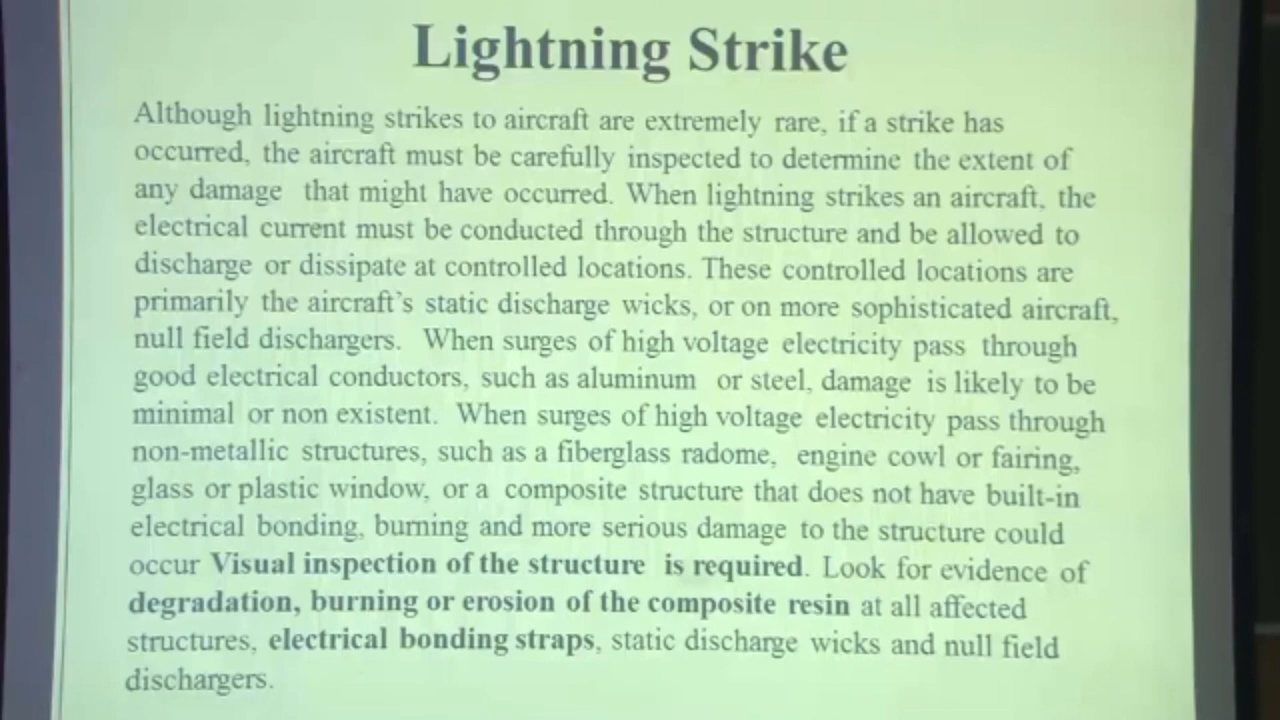 Lightning Strike
Although lightning strikes to aircraft are extremely rare, if a strike has
occurred, the aircraft must be carefully inspected to determine the extent of
any damage that might have occurred. When lightning strikes an aircraft, the
electrical current must be conducted through the structure and be allowed to
discharge or dissipate at controlled locations. These controlled locations are
primarily the aircraft's static discharge wicks, or on more sophisticated aircraft,
null field dischargers. When surges of high voltage electricity pass through
good electrical conductors, such as aluminum or steel, damage is likely to be
minimal or non existent. When surges of high voltage electricity pass through
non-metallic structures, such as a fiberglass radome, engine cowl or fairing,
glass or plastic window, or a composite structure that does not have built-in
electrical bonding, burning and more serious damage to the structure could
occur Visual inspection of the structure is required. Look for evidence of
degradation, burning or erosion of the composite resin at all affected
structures, electrical bonding straps, static discharge wicks and null field
dischargers.